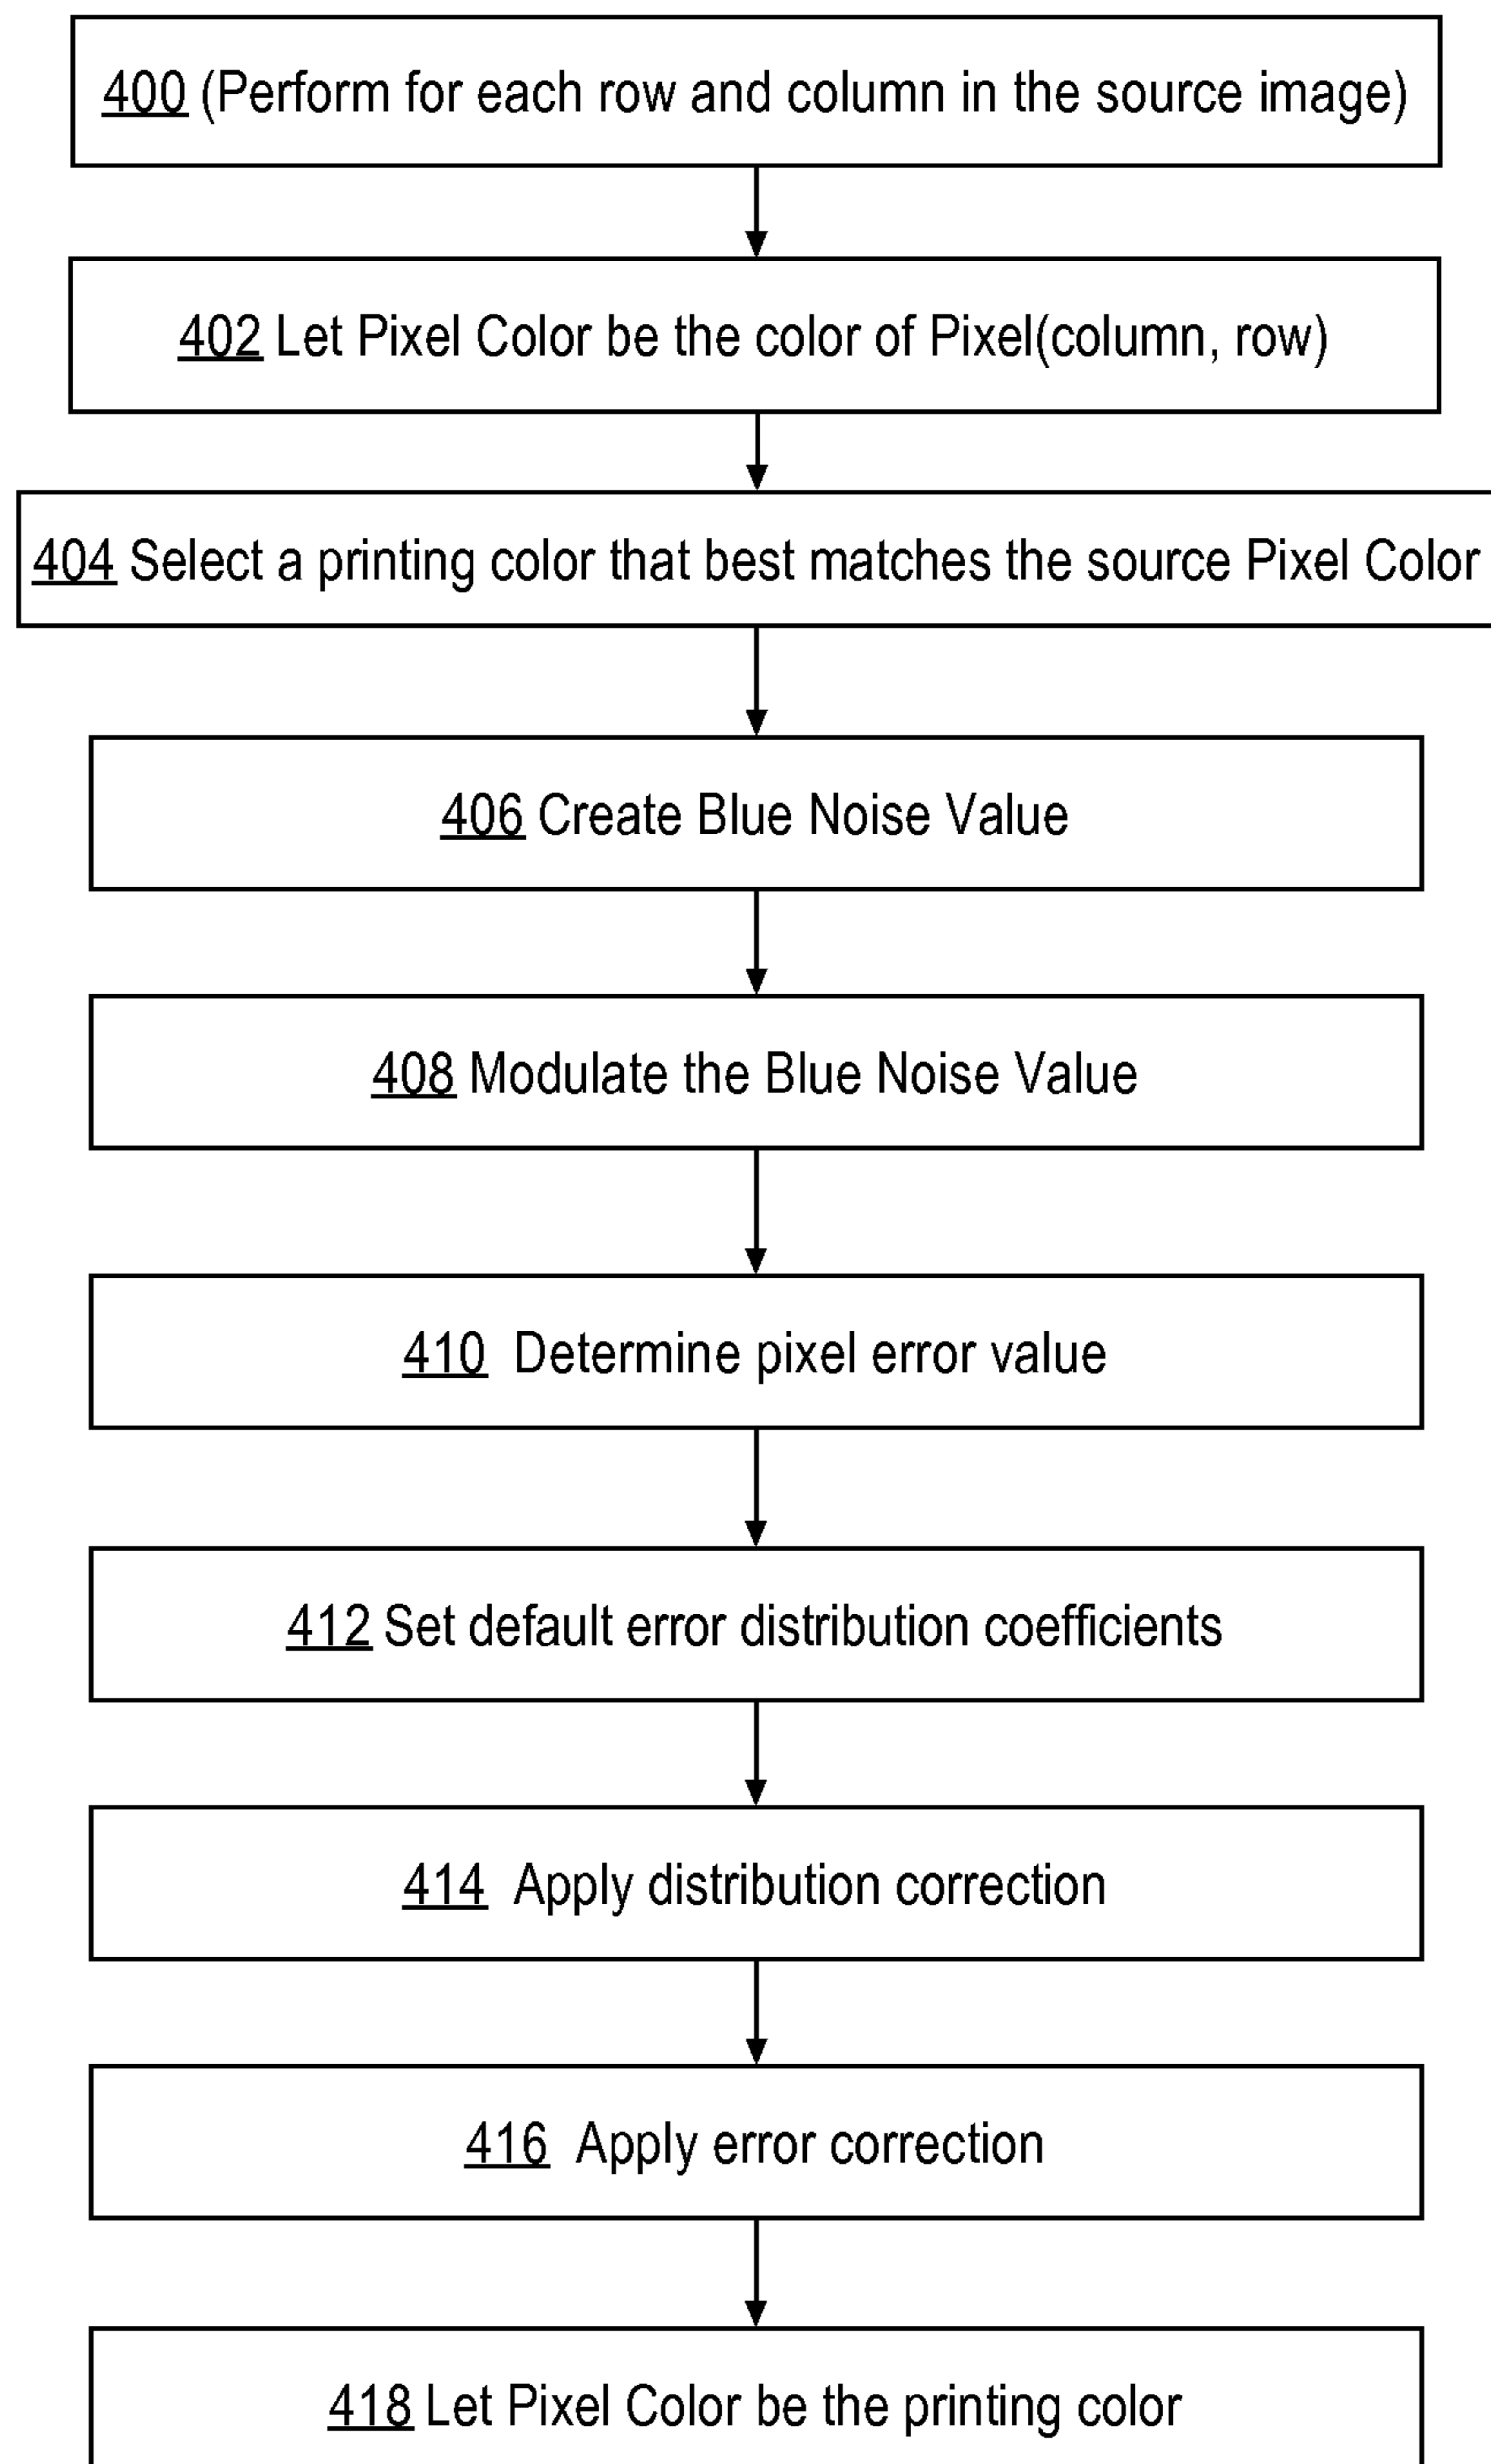 400 (Perform for each row and column in the source image)
402 Let Pixel Color be the color of Pixel(column, row)
404 Select a printing color that best matches the source Pixel Color
406 Create Blue Noise Value
408 Modulate the Blue Noise Value
410 Determine pixel error value
412 Set default error distribution coefficients
414 Apply distribution correction
416 Apply error correction
418 Let Pixel Color be the printing color